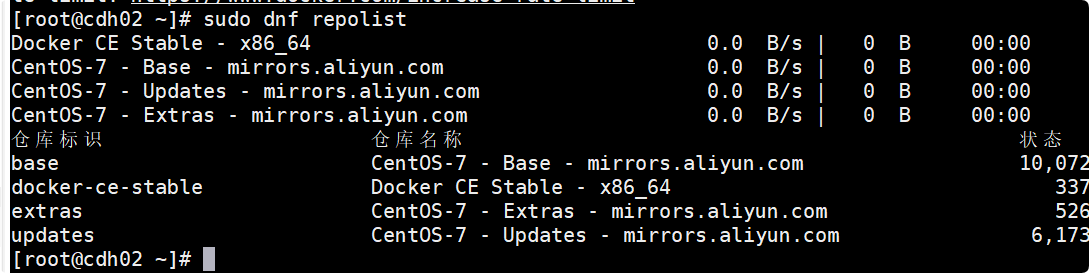 [root@cdh02 ~]# sudo dnf repolist
Docker CE Stable - x86_64 0.0 B/s | 0 B 00:00
CentOS-7 - Base - mirrors.aliyun.com 0.0 B/s | 0 B 00:00
CentOS-7 - Updates - mirrors.aliyun.com 0.0 B/s | 0 B 00:00
CentOS-7 - Extras - mirrors.aliyun.com 0.0 B/s | 0 B 00:00
仓库标识 仓库名称 状态
base CentOS-7 - Base - mirrors.aliyun.com 10,072
docker-ce-stable Docker CE Stable - x86_64 337
extras CentOS-7 - Extras - mirrors.aliyun.com 526
updates CentOS-7 - Updates - mirrors.aliyun.com 6,173
[root@cdh02 ~]#